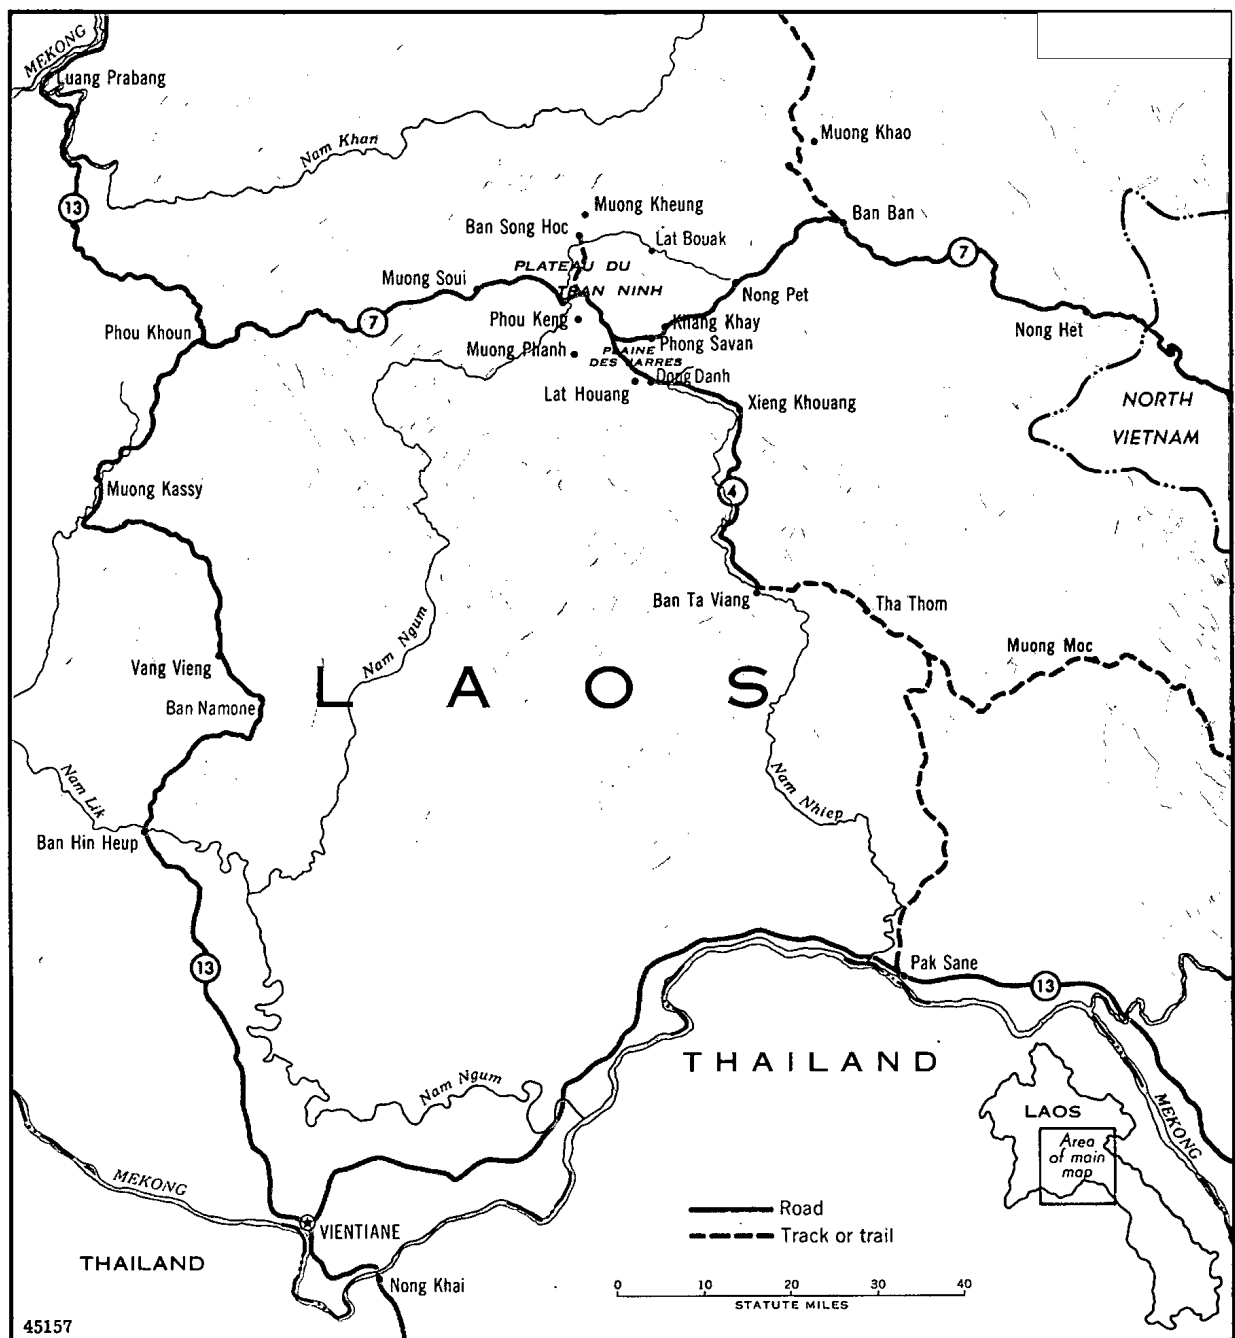 MEKONG
Luang Prabang
Nam Khan
Muong Khao
13
Muong Kheung
Ban Song Hoc
Lat Bouak
Ban Ban
7
PLATEAU DU
TRAN NINH
Muong Soui
Nong Pet
Phou Khoun
7
Phou Keng
Khang Khay
Nong Het
Muong Phanh
Phong Savan
PLAINE
DES JARRES
Lat Houang
Dong Danh
Xieng Khouang
NORTH
VIETNAM
Muong Kassy
4
Ban Ta Viang
Tha Thom
Nam Ngum
Muong Moc
Vang Vieng
LAOS
Ban Namone
Nam Lik
Nam Nhiep
Ban Hin Heup
13
Pak Sane
13
THAILAND
Nam Ngum
LAOS
Area
of main
map
MEKONG
MEKONG
Road
Track or trail
VIENTIANE
THAILAND
Nong Khai
0 10 20 30 40
STATUTE MILES
45157